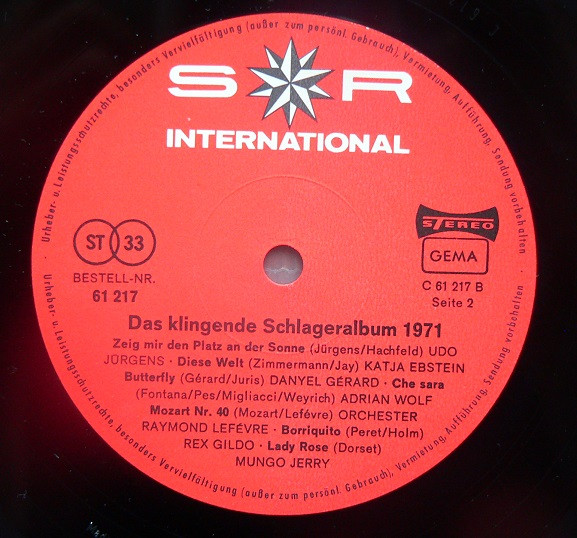 Urheber- u. Leistungsschutzrechte, besonders Vervielfältigung (außer zum persönl. Gebrauch), Vermietung, Aufführung, Sendung vorbehalten
S R
INTERNATIONAL
ST 33
BESTELL-NR.
61 217
STEREO
GEMA
C 61 217 B
Seite 2
Das klingende Schlageralbum 1971
Zeig mir den Platz an der Sonne (Jürgens/Hachfeld) UDO
JÜRGENS · Diese Welt (Zimmermann/Jay) KATJA EBSTEIN
Butterfly (Gérard/Juris) DANYEL GÉRARD · Che sara
(Fontana/Pes/Migliacci/Weyrich) ADRIAN WOLF
Mozart Nr. 40 (Mozart/Lefévre) ORCHESTER
RAYMOND LEFÉVRE · Borriquito (Peret/Holm)
REX GILDO · Lady Rose (Dorset)
MUNGO JERRY
Urheber- u. Leistungsschutzrechte, besonders Vervielfältigung (außer zum persönl. Gebrauch), Vermietung, Aufführung, Sendung vorbehalten.